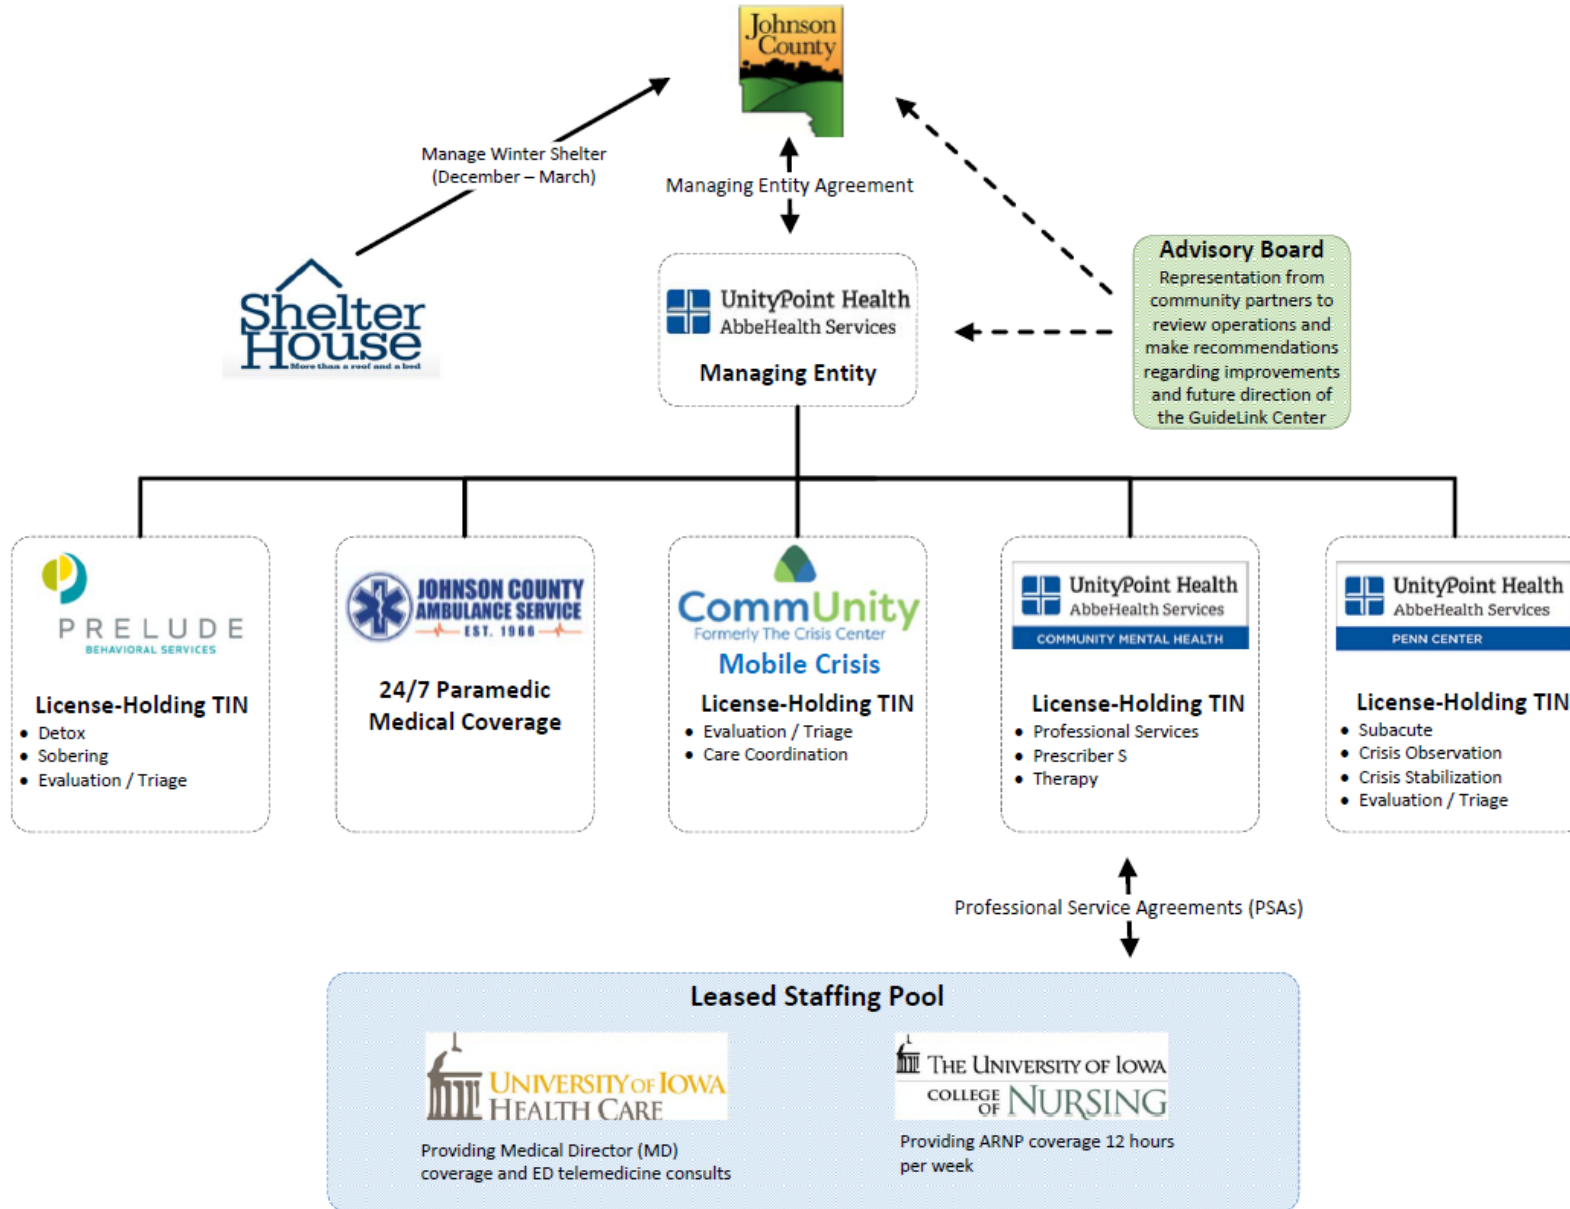 Johnson
County
Manage Winter Shelter
(December – March)
Managing Entity Agreement
Shelter
House
More than a roof and a bed
UnityPoint Health
AbbeHealth Services
Managing Entity
Advisory Board
Representation from
community partners to
review operations and
make recommendations
regarding improvements
and future direction of
the GuideLink Center
PRELUDE
BEHAVIORAL SERVICES
License-Holding TIN
• Detox
• Sobering
• Evaluation / Triage
JOHNSON COUNTY
AMBULANCE SERVICE
EST. 1966
24/7 Paramedic
Medical Coverage
CommUnity
Formerly The Crisis Center
Mobile Crisis
License-Holding TIN
• Evaluation / Triage
• Care Coordination
UnityPoint Health
AbbeHealth Services
COMMUNITY MENTAL HEALTH
License-Holding TIN
• Professional Services
• Prescriber S
• Therapy
UnityPoint Health
AbbeHealth Services
PENN CENTER
License-Holding TIN
• Subacute
• Crisis Observation
• Crisis Stabilization
• Evaluation / Triage
Professional Service Agreements (PSAs)
Leased Staffing Pool
UNIVERSITY OF IOWA
HEALTH CARE
Providing Medical Director (MD)
coverage and ED telemedicine consults
THE UNIVERSITY OF IOWA
COLLEGE OF NURSING
Providing ARNP coverage 12 hours
per week